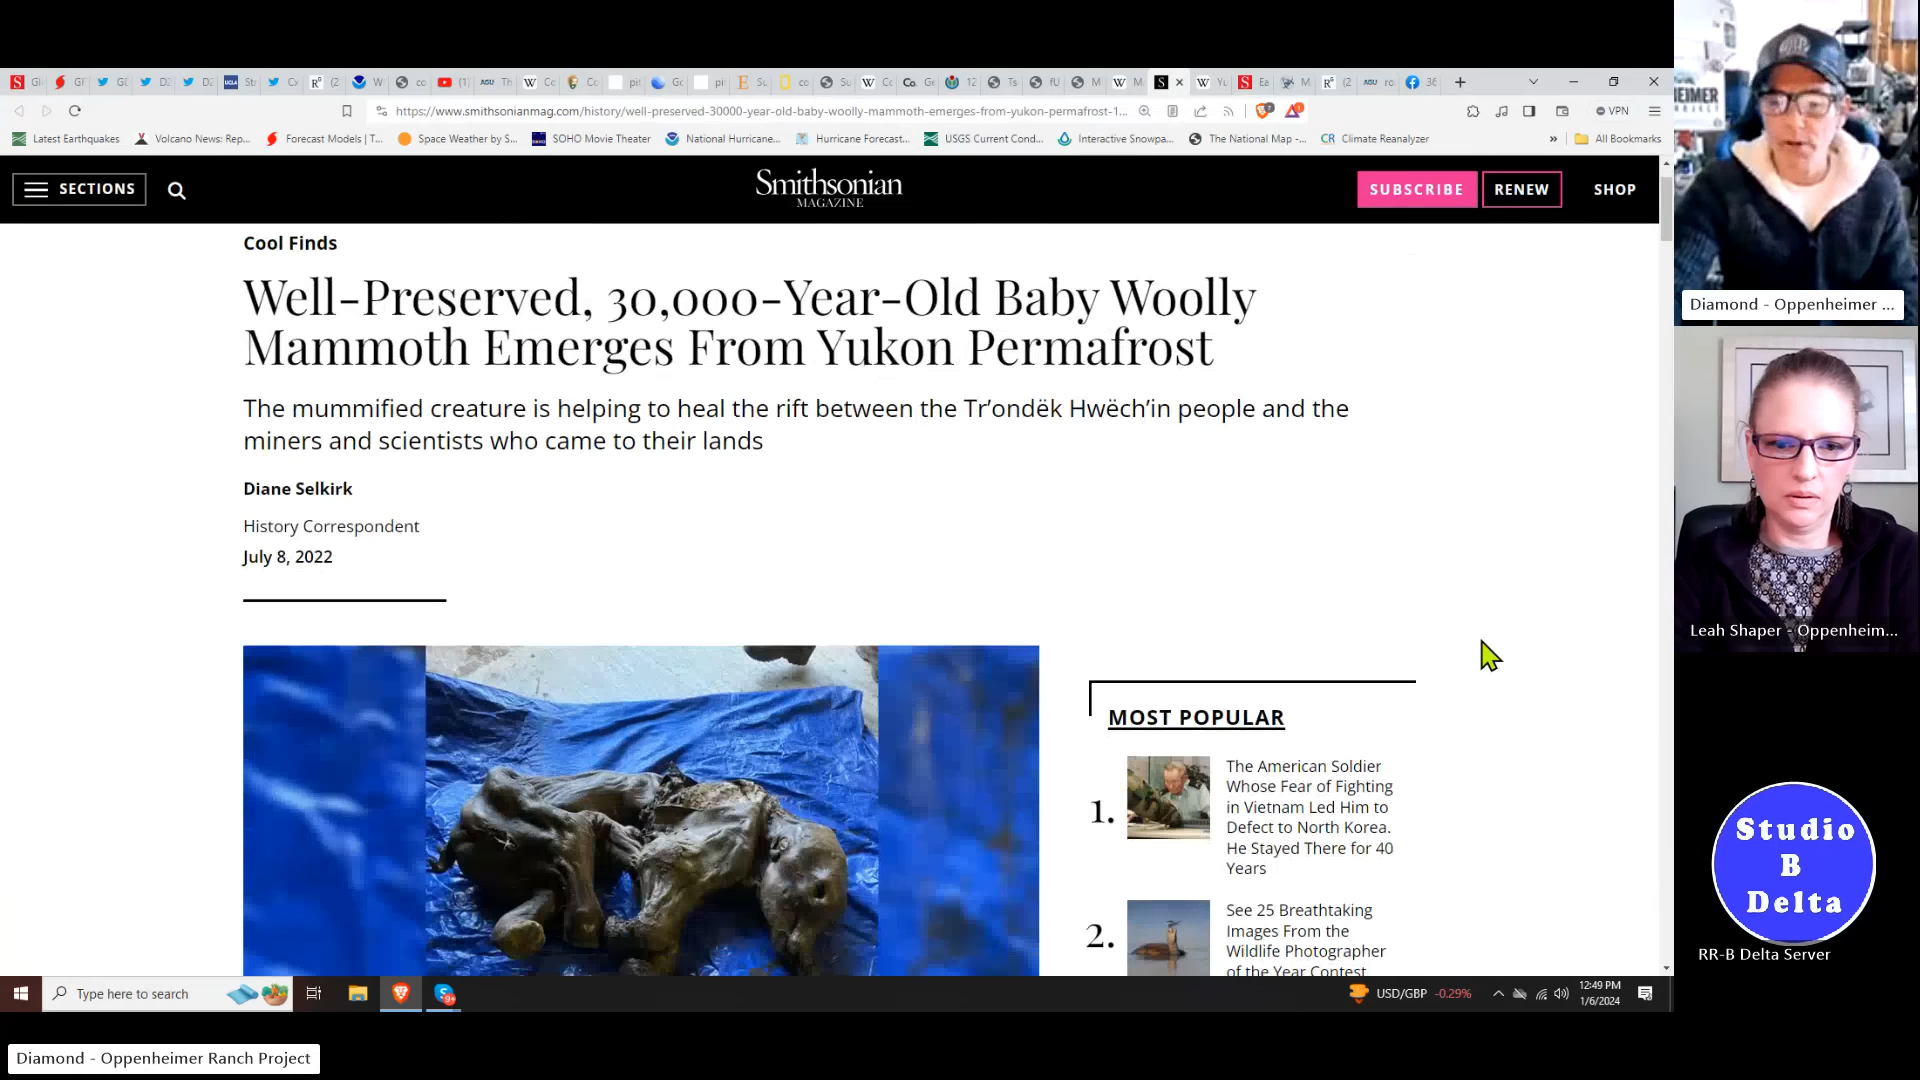 (2
12
(2
36
https://www.smithsonianmag.com/history/well-preserved-30000-year-old-baby-woolly-mammoth-emerges-from-yukon-permafrost-1...
VPN
Latest Earthquakes
Volcano News: Rep...
Forecast Models | T...
Space Weather by S...
SOHO Movie Theater
National Hurricane...
Hurricane Forecast...
USGS Current Cond...
Interactive Snowpa...
The National Map -...
CR Climate Reanalyzer
»
All Bookmarks
SECTIONS
Smithsonian
MAGAZINE
SUBSCRIBE
RENEW
SHOP
Cool Finds
Well-Preserved, 30,000-Year-Old Baby Woolly
Mammoth Emerges From Yukon Permafrost
The mummified creature is helping to heal the rift between the Tr’ondëk Hwëch’in people and the
miners and scientists who came to their lands
Diane Selkirk
History Correspondent
July 8, 2022
MOST POPULAR
1.
The American Soldier
Whose Fear of Fighting
in Vietnam Led Him to
Defect to North Korea.
He Stayed There for 40
Years
2.
See 25 Breathtaking
Images From the
Wildlife Photographer
of the Year Contest
Type here to search
USD/GBP -0.29%
12:49 PM
1/6/2024
Diamond - Oppenheimer Ranch Project
Diamond - Oppenheimer ...
Leah Shaper - Oppenheim...
Studio
B
Delta
RR-B Delta Server